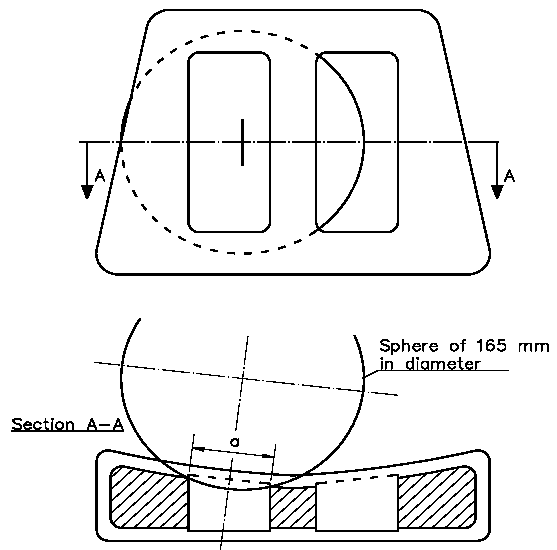 A
A
Sphere of 165 mm
in diameter
Section A-A
a